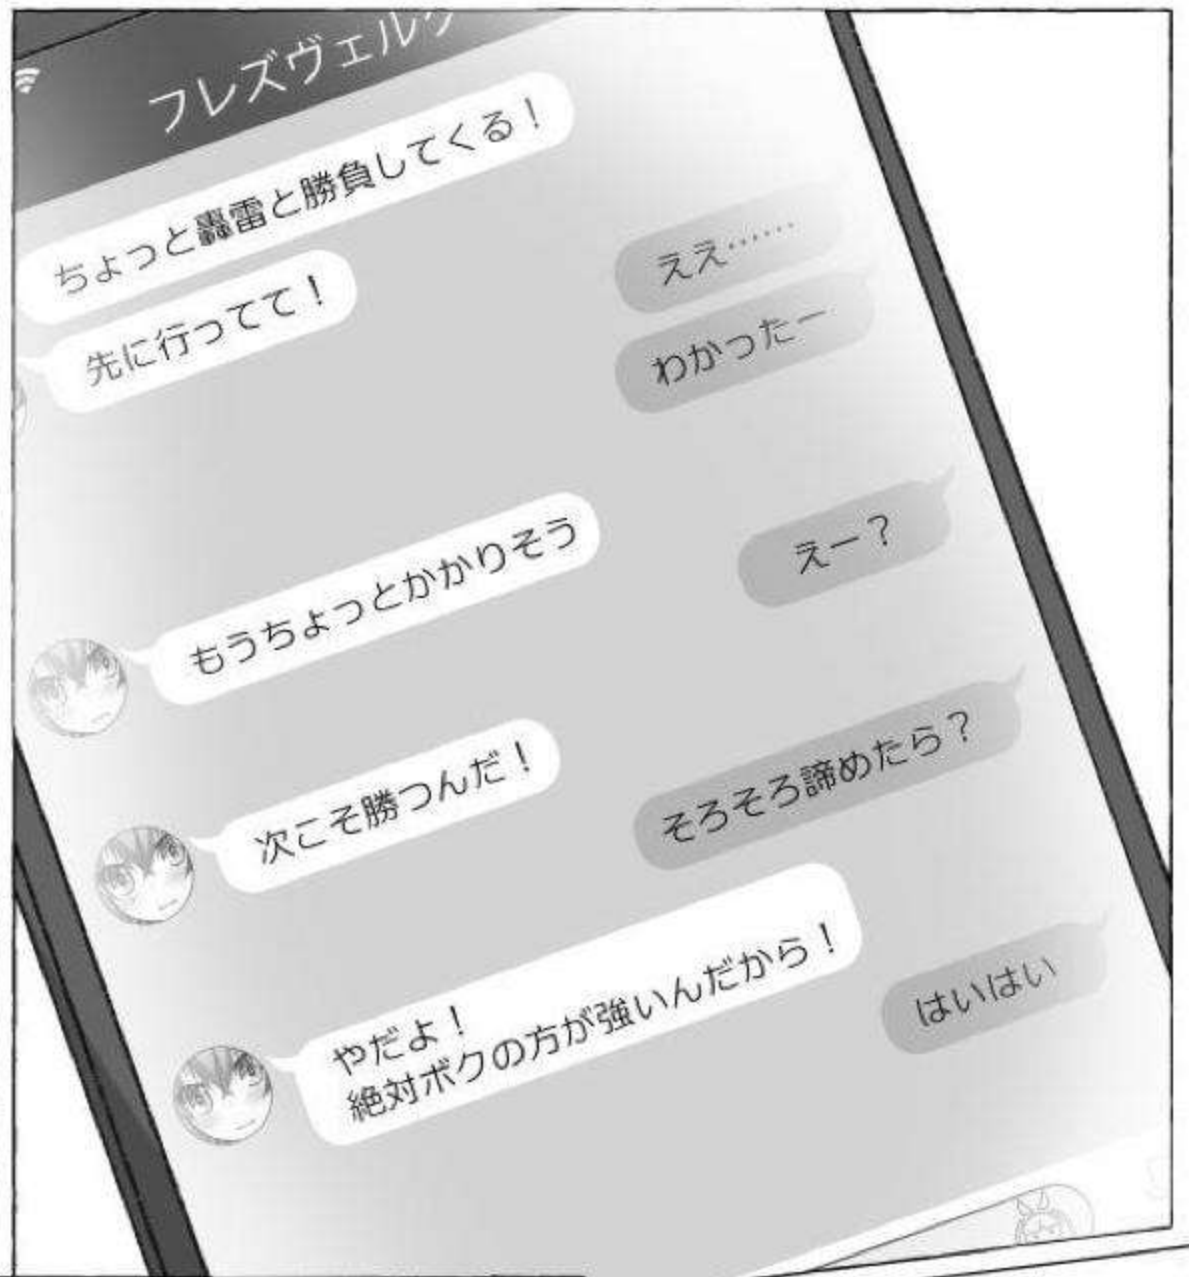 フレズヴェルク
ちょっと轟雷と勝負してくる！
先に行ってて！
ええ……
わかったー
もうちょっとかかりそう
えー？
次こそ勝つんだ！
そろそろ諦めたら？
やだよ！
絶対ボクの方が強いんだから！
はいはい